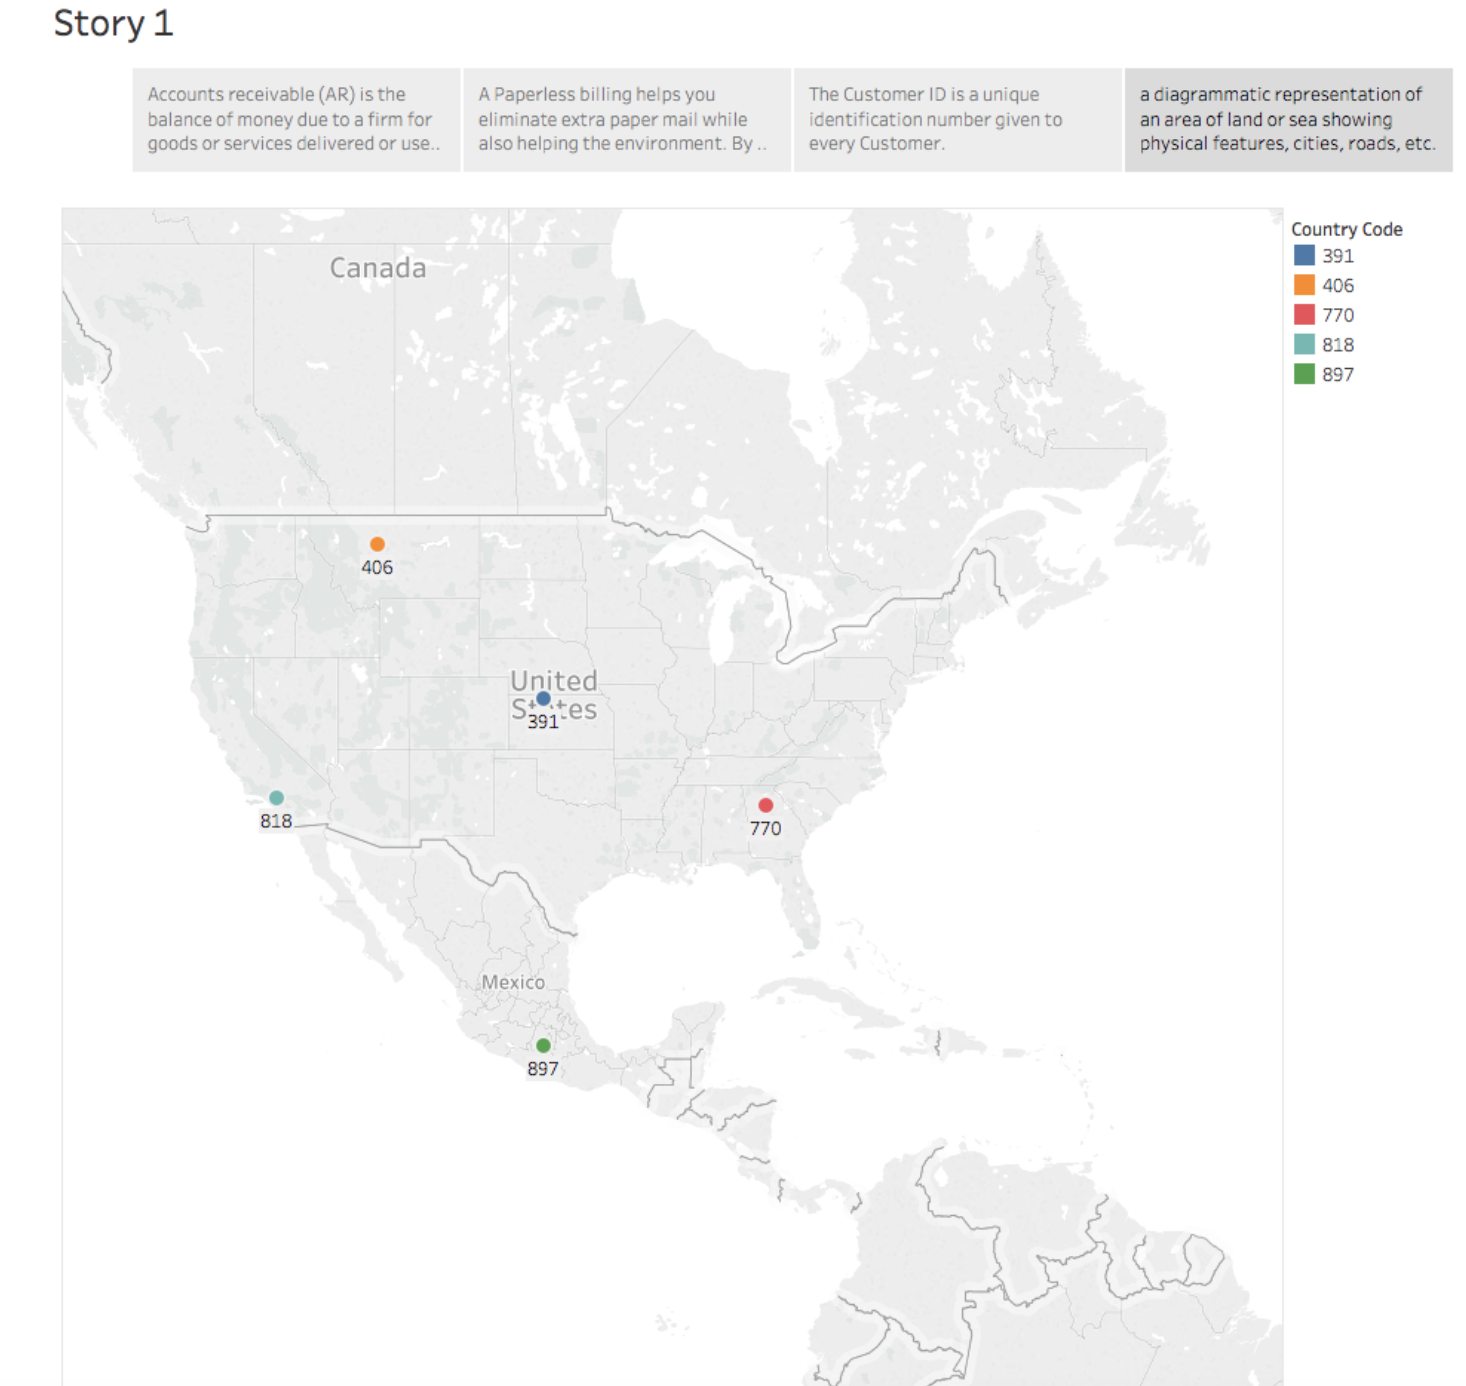 Story 1
Accounts receivable (AR) is the
balance of money due to a firm for
goods or services delivered or use..
A Paperless billing helps you
eliminate extra paper mail while
also helping the environment. By ..
The Customer ID is a unique
identification number given to
every Customer.
a diagrammatic representation of
an area of land or sea showing
physical features, cities, roads, etc.
Country Code
391
406
770
818
897
Canada
406
United
States
391
818
770
Mexico
897